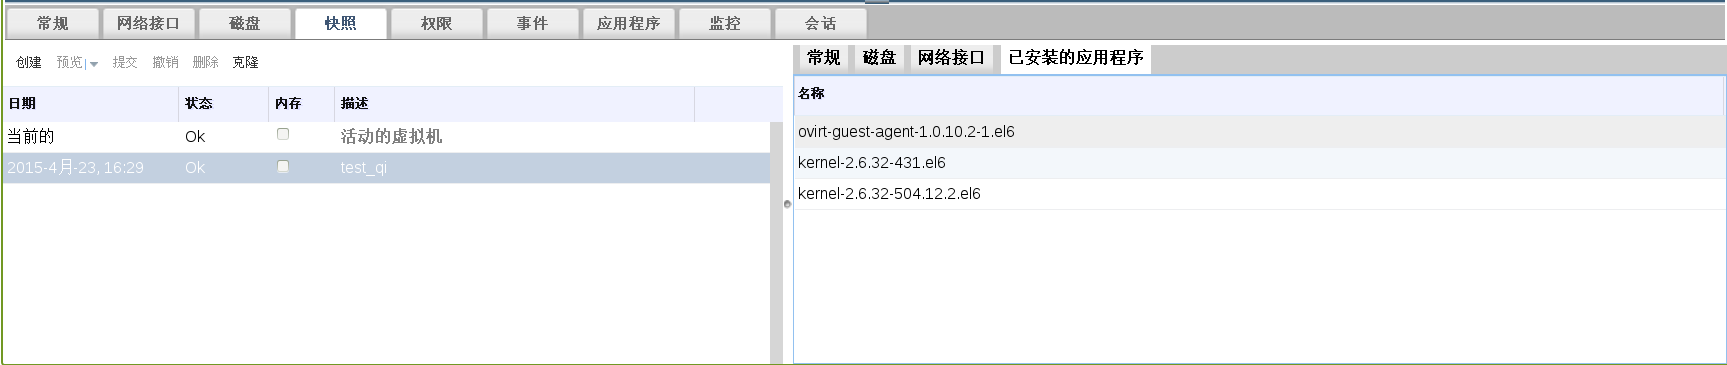 常规 网络接口 磁盘 快照 权限 事件 应用程序 监控 会话
创建 预览 提交 撤销 删除 克隆
日期 状态 内存 描述
当前的 Ok 活动的虚拟机
2015-4月-23, 16:29 Ok test_qi
常规 磁盘 网络接口 已安装的应用程序
名称
ovirt-guest-agent-1.0.10.2-1.el6
kernel-2.6.32-431.el6
kernel-2.6.32-504.12.2.el6